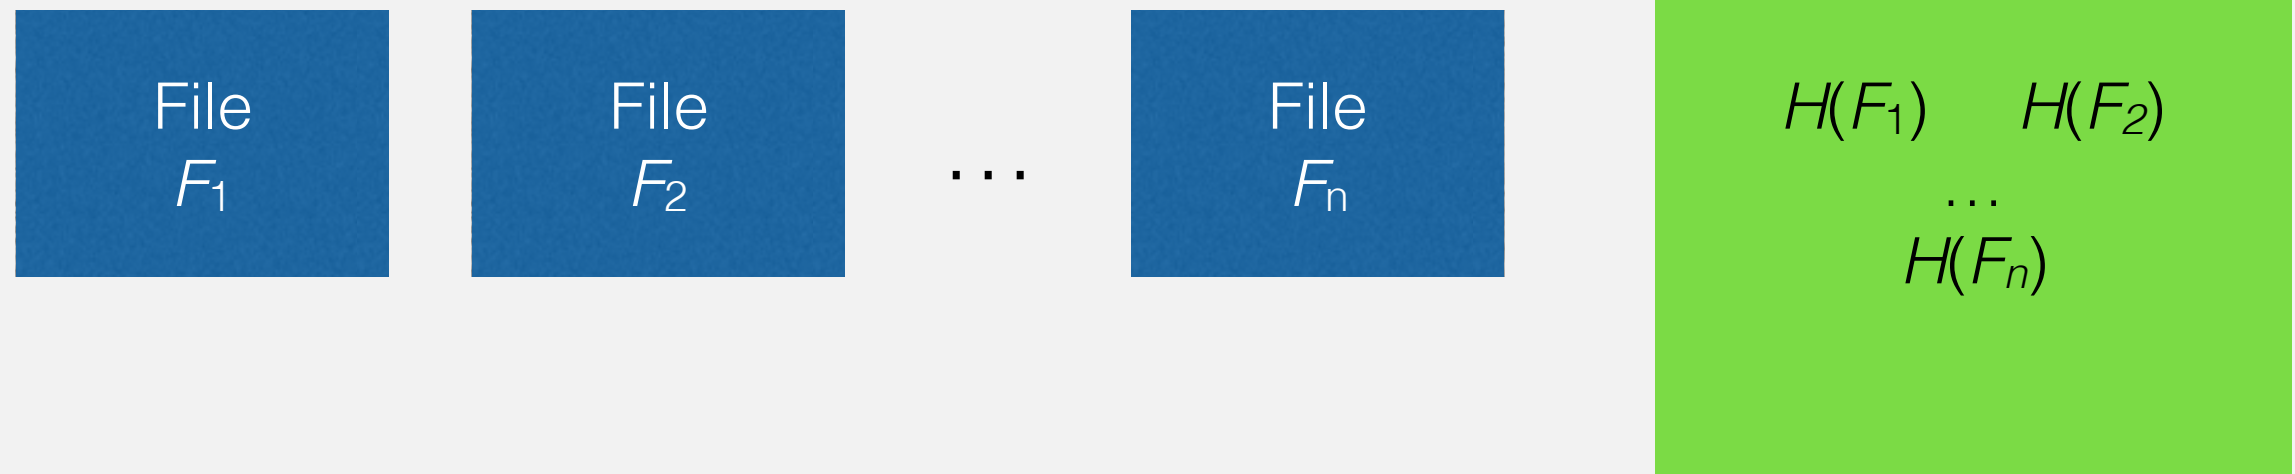 File
F₁
File
F₂
...
File
Fₙ
H(F₁) H(F₂)
...
H(Fₙ)